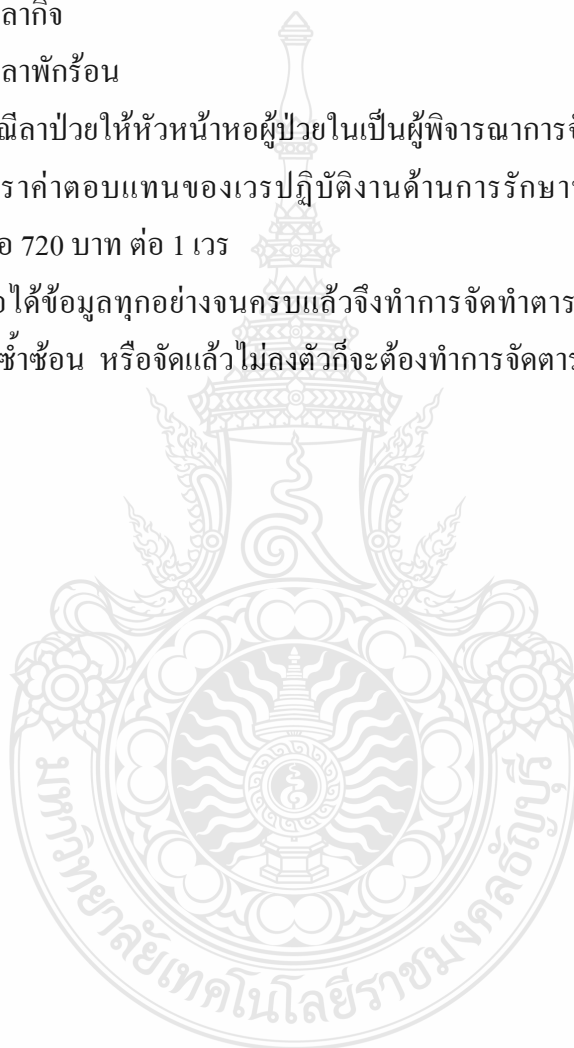 ลากิจ
ลาพักร้อน
ณีลาป่วยให้หัวหน้าหอผู้ป่วยในเป็นผู้พิจารณาการจั
ราค่าตอบแทนของเวรปฏิบัติงานด้านการรักษา
อ 720 บาท ต่อ 1 เวร
อได้ข้อมูลทุกอย่างจนครบแล้วจึงทำการจัดทำตาร
ซ้ำซ้อน หรือจัดแล้วไม่ลงตัวก็จะต้องทำการจัดตาร
มหาวิทยาลัยเทคโนโลยีราชมงคลธัญบุรี